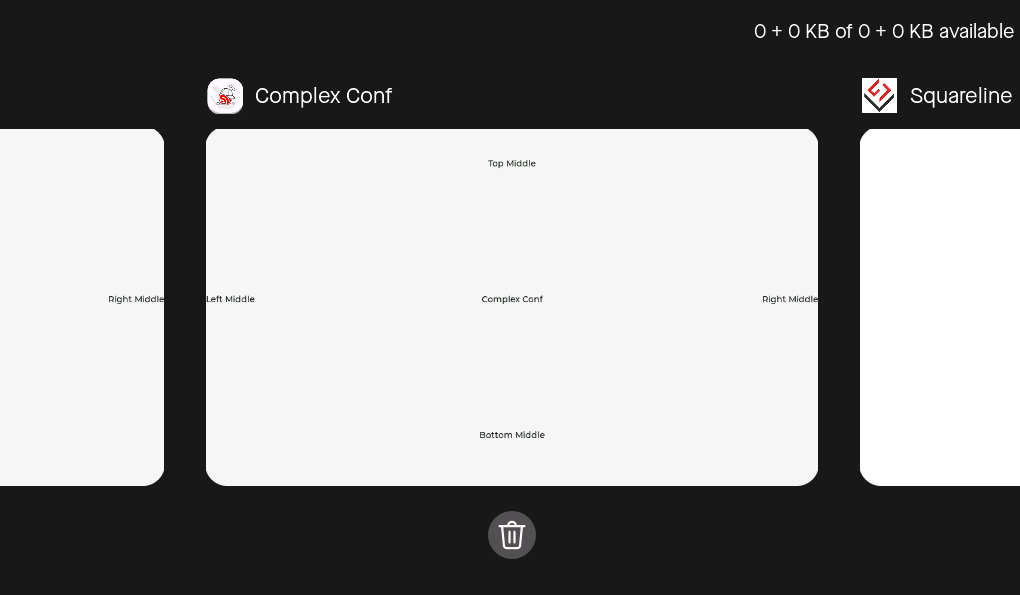 0 + 0 KB of 0 + 0 KB available
Complex Conf
Squareline
Top Middle
Right Middle
Left Middle
Complex Conf
Right Middle
Bottom Middle